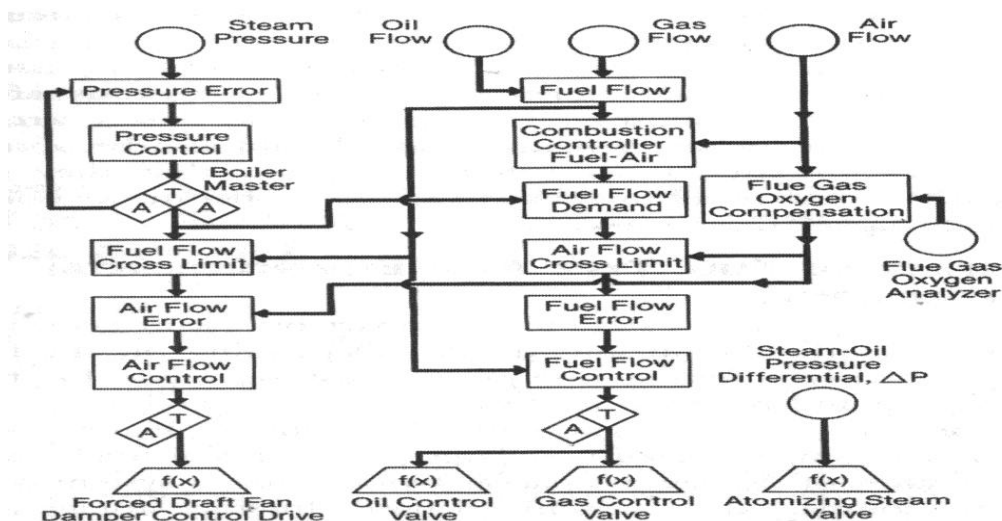 Steam
Pressure
Oil
Flow
Gas
Flow
Air
Flow
Pressure Error
Fuel Flow
Pressure
Control
Combustion
Controller
Fuel-Air
Boiler
Master
A
T
A
Fuel Flow
Demand
Flue Gas
Oxygen
Compensation
Fuel Flow
Cross Limit
Air Flow
Cross Limit
Flue Gas
Oxygen
Analyzer
Air Flow
Error
Fuel Flow
Error
Air Flow
Control
Fuel Flow
Control
Steam-Oil
Pressure
Differential, △P
A
T
A
T
f(x)
f(x)
f(x)
f(x)
Forced Draft Fan
Damper Control Drive
Oil Control
Valve
Gas Control
Valve
Atomizing Steam
Valve